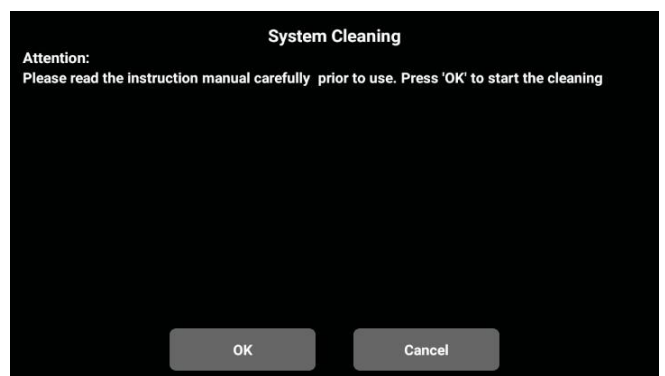 System Cleaning
Attention:
Please read the instruction manual carefully  prior to use. Press 'OK' to start the cleaning
OK
Cancel